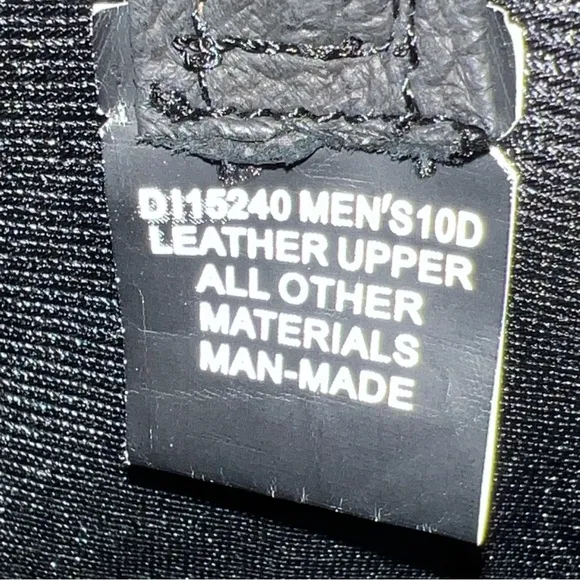 DI15240 MEN'S10D
LEATHER UPPER
ALL OTHER
MATERIALS
MAN-MADE